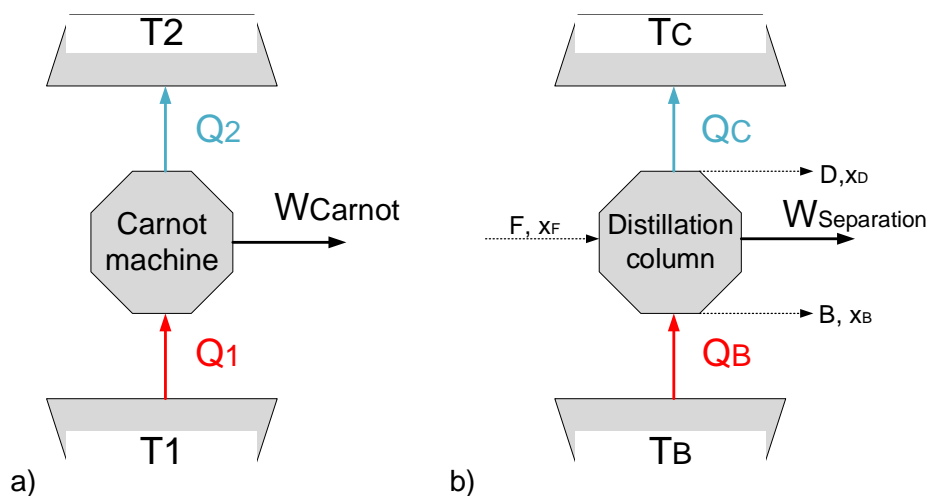 T2
Q2
Carnot
machine
WCarnot
Q1
T1
a)
TC
QC
D,xD
F, xF
Distillation
column
WSeparation
B, xB
QB
TB
b)